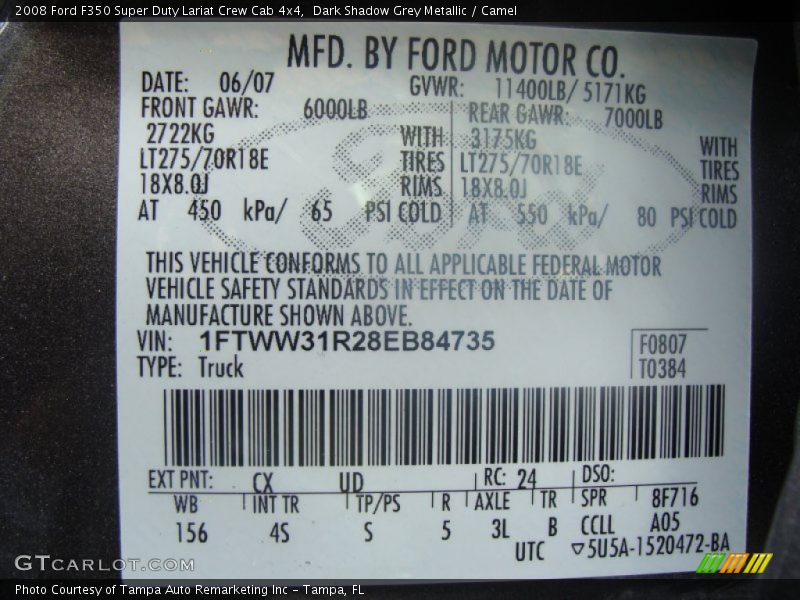 2008 Ford F350 Super Duty Lariat Crew Cab 4x4, Dark Shadow Grey Metallic / Camel
MFD. BY FORD MOTOR CO.
DATE: 06/07 GVWR: 11400LB/ 5171KG
FRONT GAWR: 6000LB REAR GAWR: 7000LB
2722KG WITH 3175KG WITH
LT275/70R18E TIRES LT275/70R18E TIRES
18X8.0J RIMS 18X8.0J RIMS
AT 450 kPa/ 65 PSI COLD AT 550 kPa/ 80 PSI COLD
THIS VEHICLE CONFORMS TO ALL APPLICABLE FEDERAL MOTOR
VEHICLE SAFETY STANDARDS IN EFFECT ON THE DATE OF
MANUFACTURE SHOWN ABOVE.
VIN: 1FTWW31R28EB84735 F0807
TYPE: Truck T0384
EXT PNT: CX UD RC: 24 DSO:
WB INT TR TP/PS R AXLE TR SPR 8F716
156 4S S 5 3L B CCLL A05
UTC ▽5U5A-1520472-BA
GTCARLOT.COM
Photo Courtesy of Tampa Auto Remarketing Inc – Tampa, FL